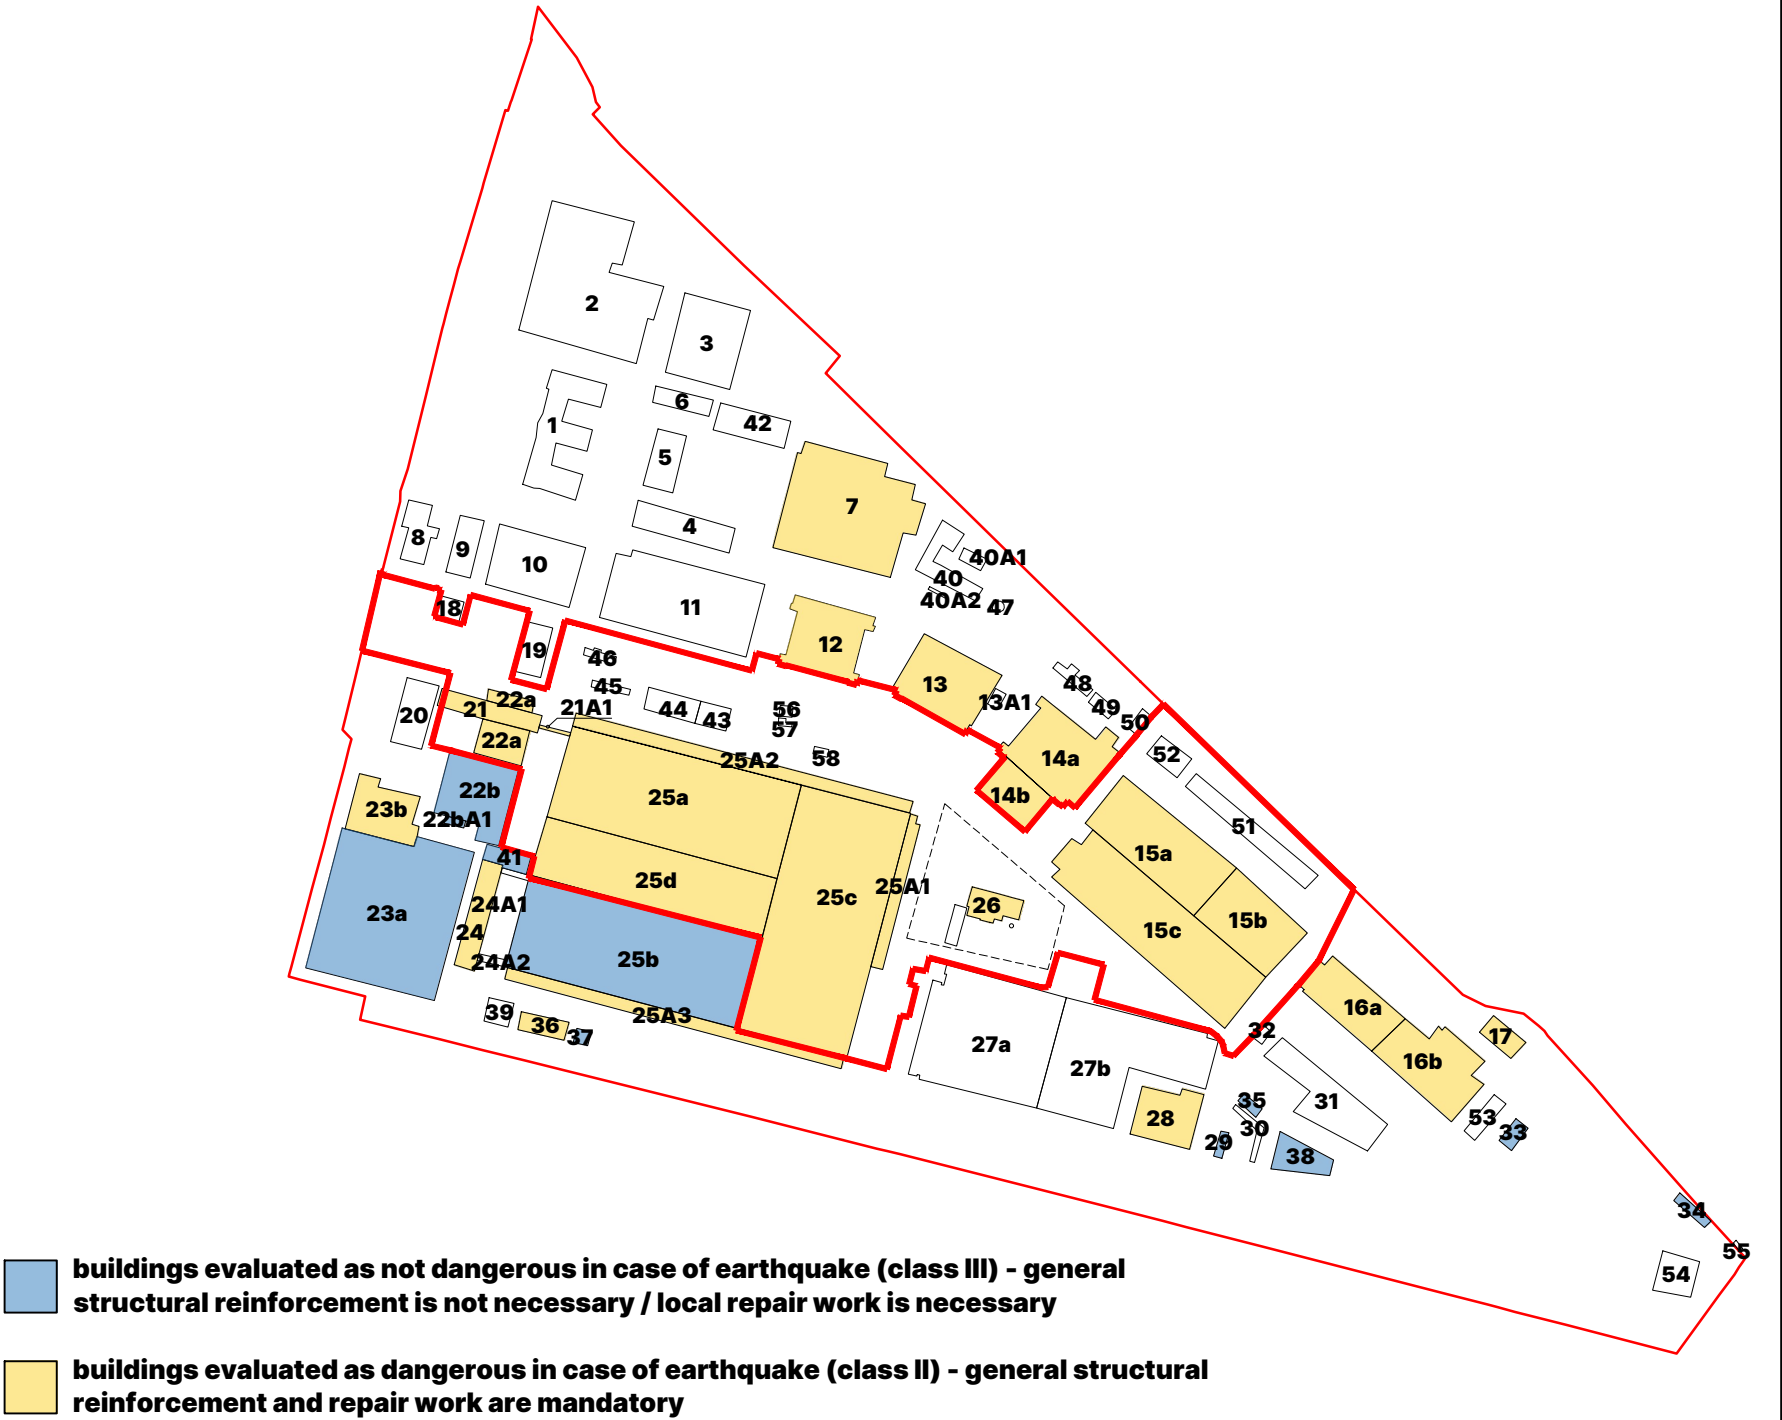 2
3
6
42
1
5
7
4
8
9
10
40A1
40
40A2
47
11
18
12
19
46
13
48
45
13A1
22a
49
20
21
21A1
44
43
56
57
50
22a
25A2
58
14a
52
22b
25a
14b
23b
22bA1
51
41
15a
25d
25A1
23a
24A1
25c
26
15b
24
15c
24A2
25b
16a
39
36
25A3
37
32
17
27a
16b
27b
35
31
28
53
30
29
33
38
34
55
54
buildings evaluated as not dangerous in case of earthquake (class III) - general
structural reinforcement is not necessary / local repair work is necessary
buildings evaluated as dangerous in case of earthquake (class II) - general structural
reinforcement and repair work are mandatory